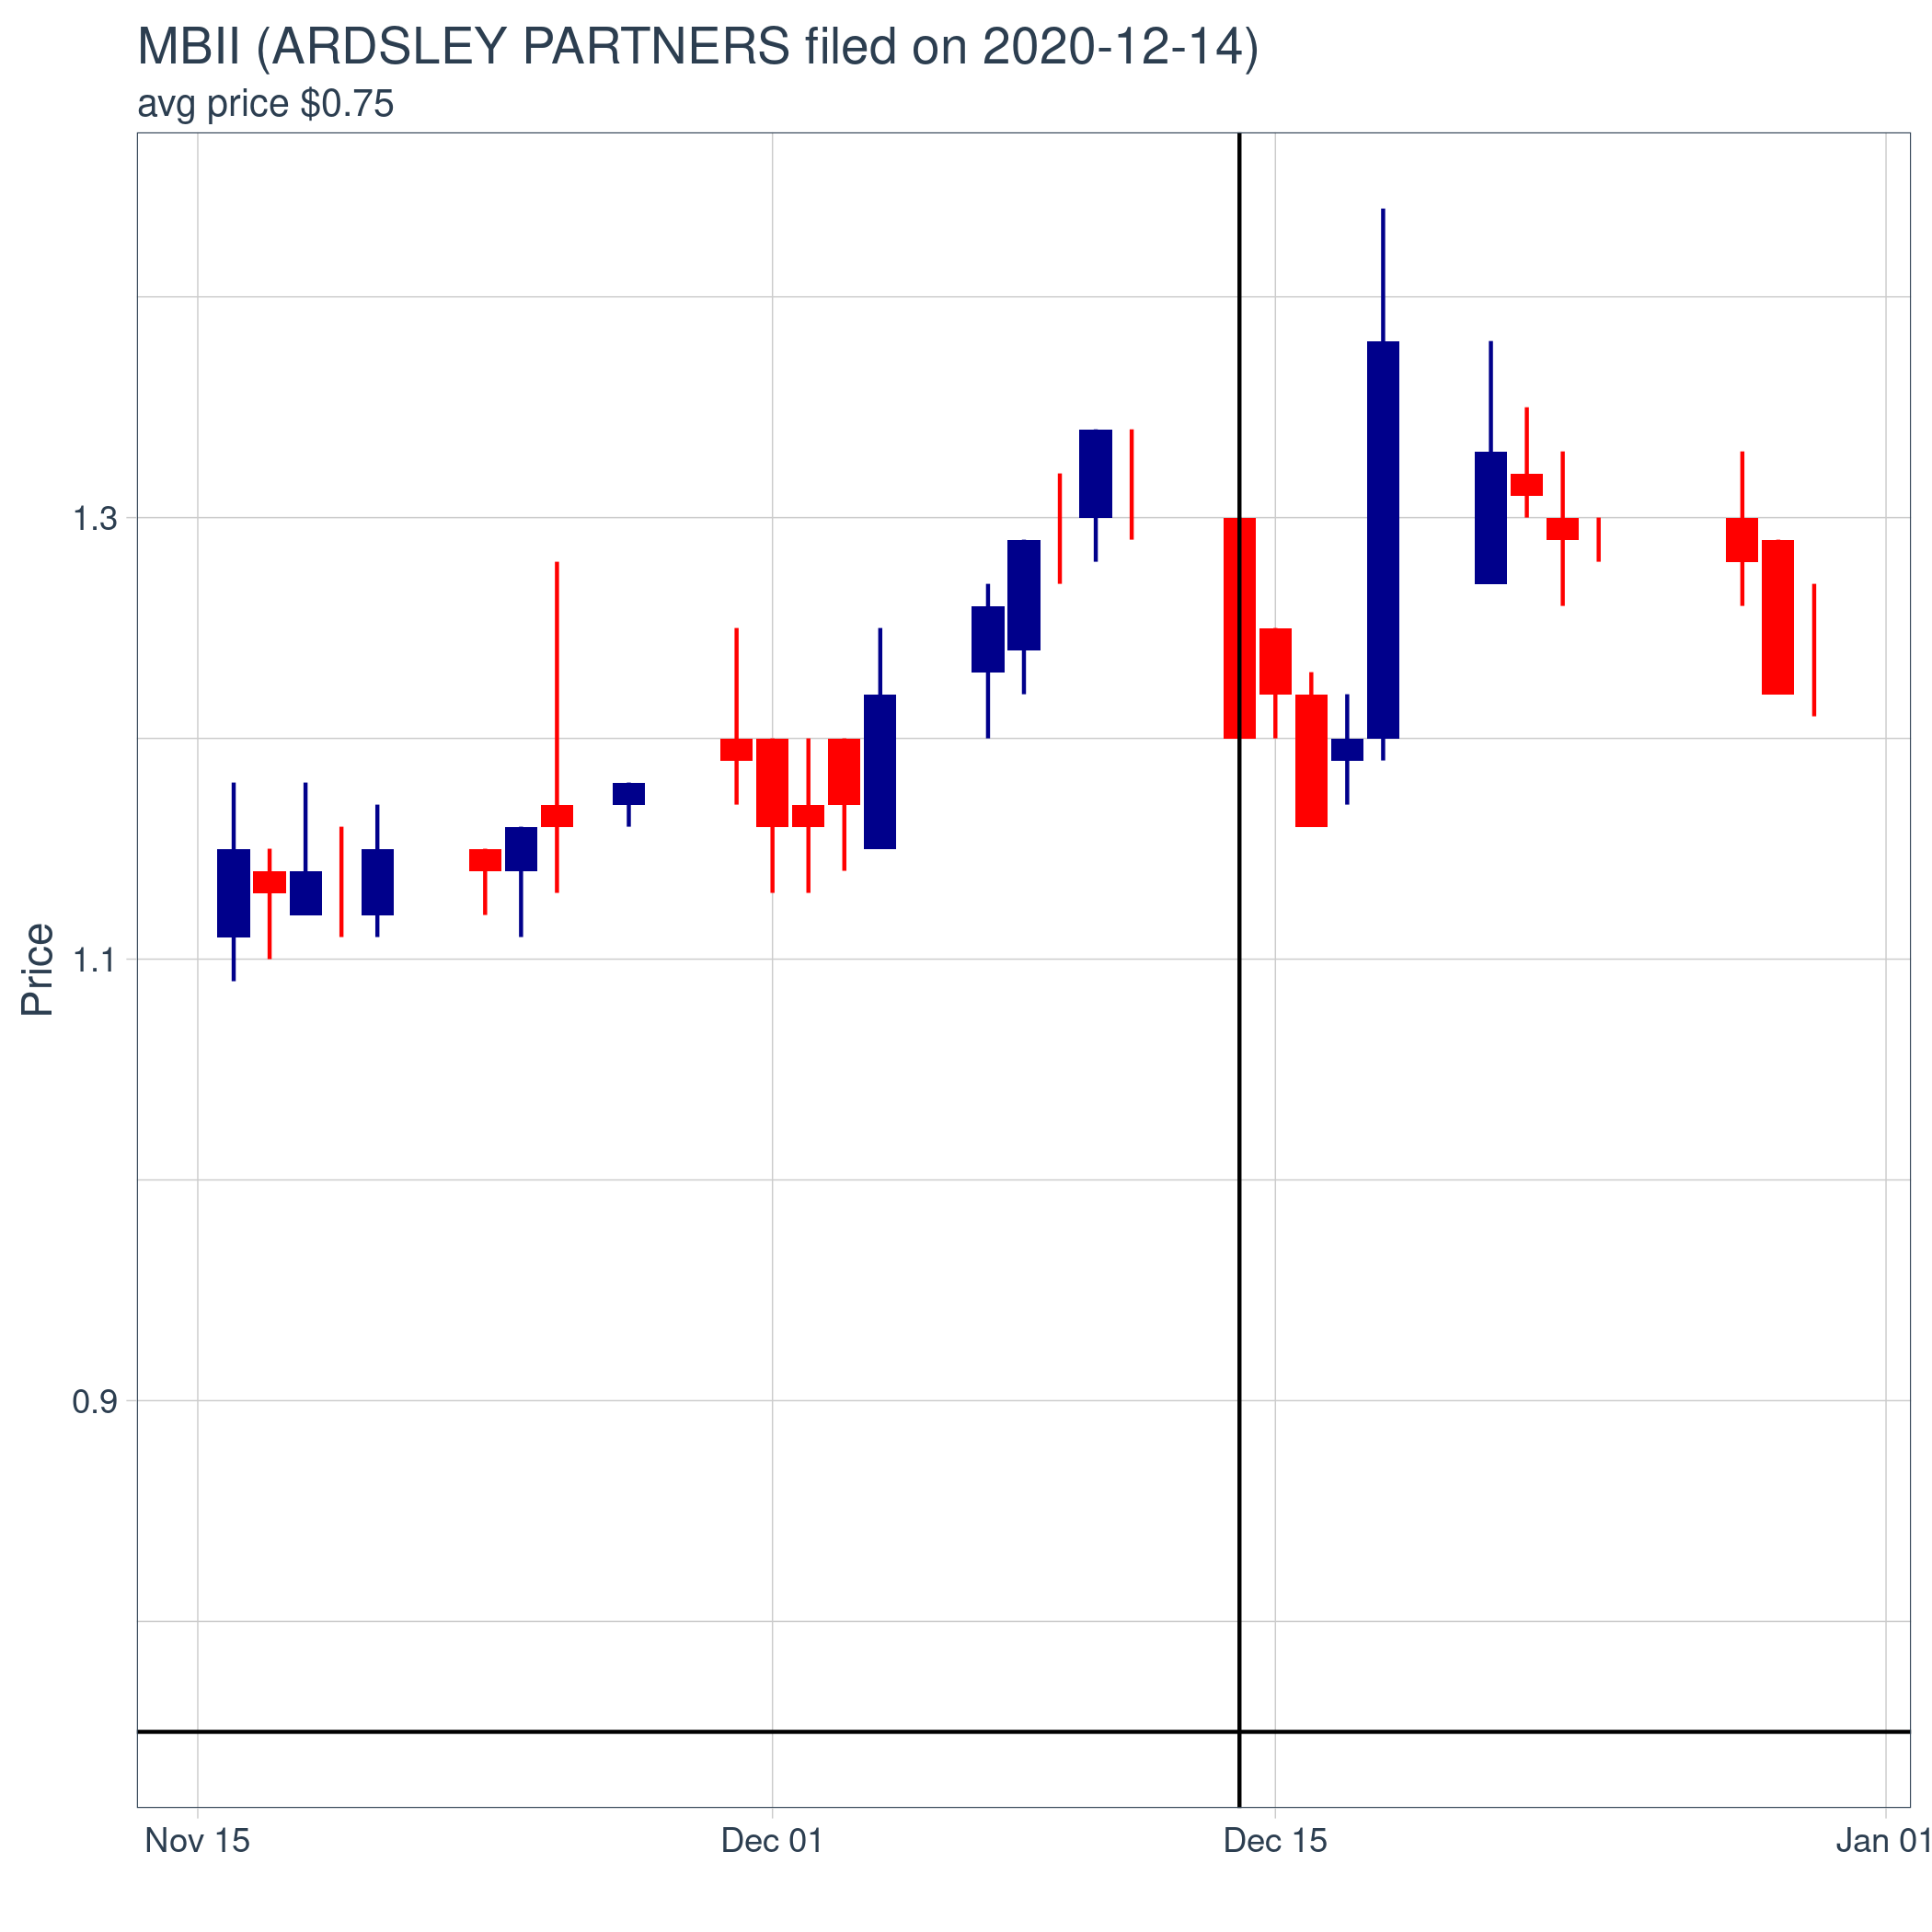 MBII (ARDSLEY PARTNERS filed on 2020-12-14)
avg price $0.75
Price
1.3
1.1
0.9
Nov 15
Dec 01
Dec 15
Jan 01